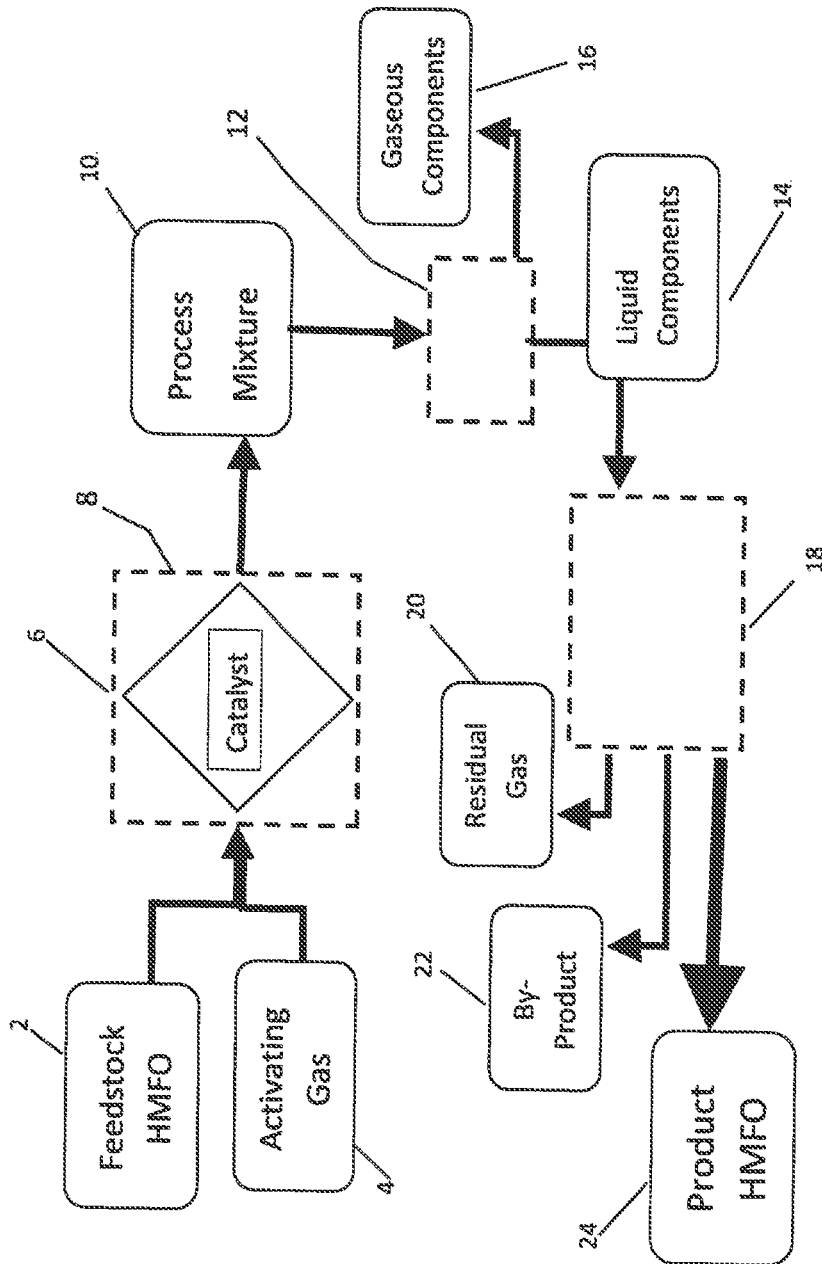 2
Feedstock
HMFO
4
Activating
Gas
6
8
Catalyst
10
Process
Mixture
12
Gaseous
Components
16
Liquid
Components
14
18
20
Residual
Gas
22
By-
Product
24
Product
HMFO